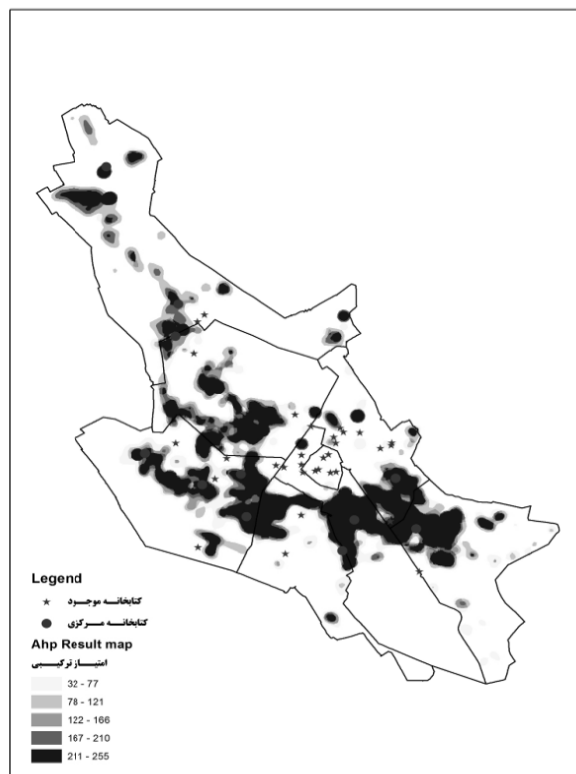 Legend
کتابخانه موجود
کتابخانه مرکزی
Ahp Result map
امتیاز ترکیبی
32 - 77
78 - 121
122 - 166
167 - 210
211 - 255